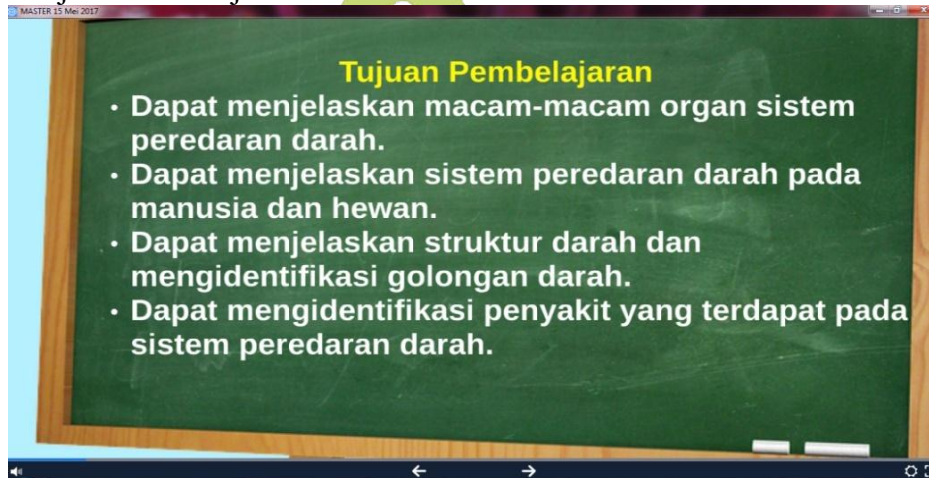 MASTER 15 Mei 2017
Tujuan Pembelajaran
• Dapat menjelaskan macam-macam organ sistem
peredaran darah.
• Dapat menjelaskan sistem peredaran darah pada
manusia dan hewan.
• Dapat menjelaskan struktur darah dan
mengidentifikasi golongan darah.
• Dapat mengidentifikasi penyakit yang terdapat pada
sistem peredaran darah.